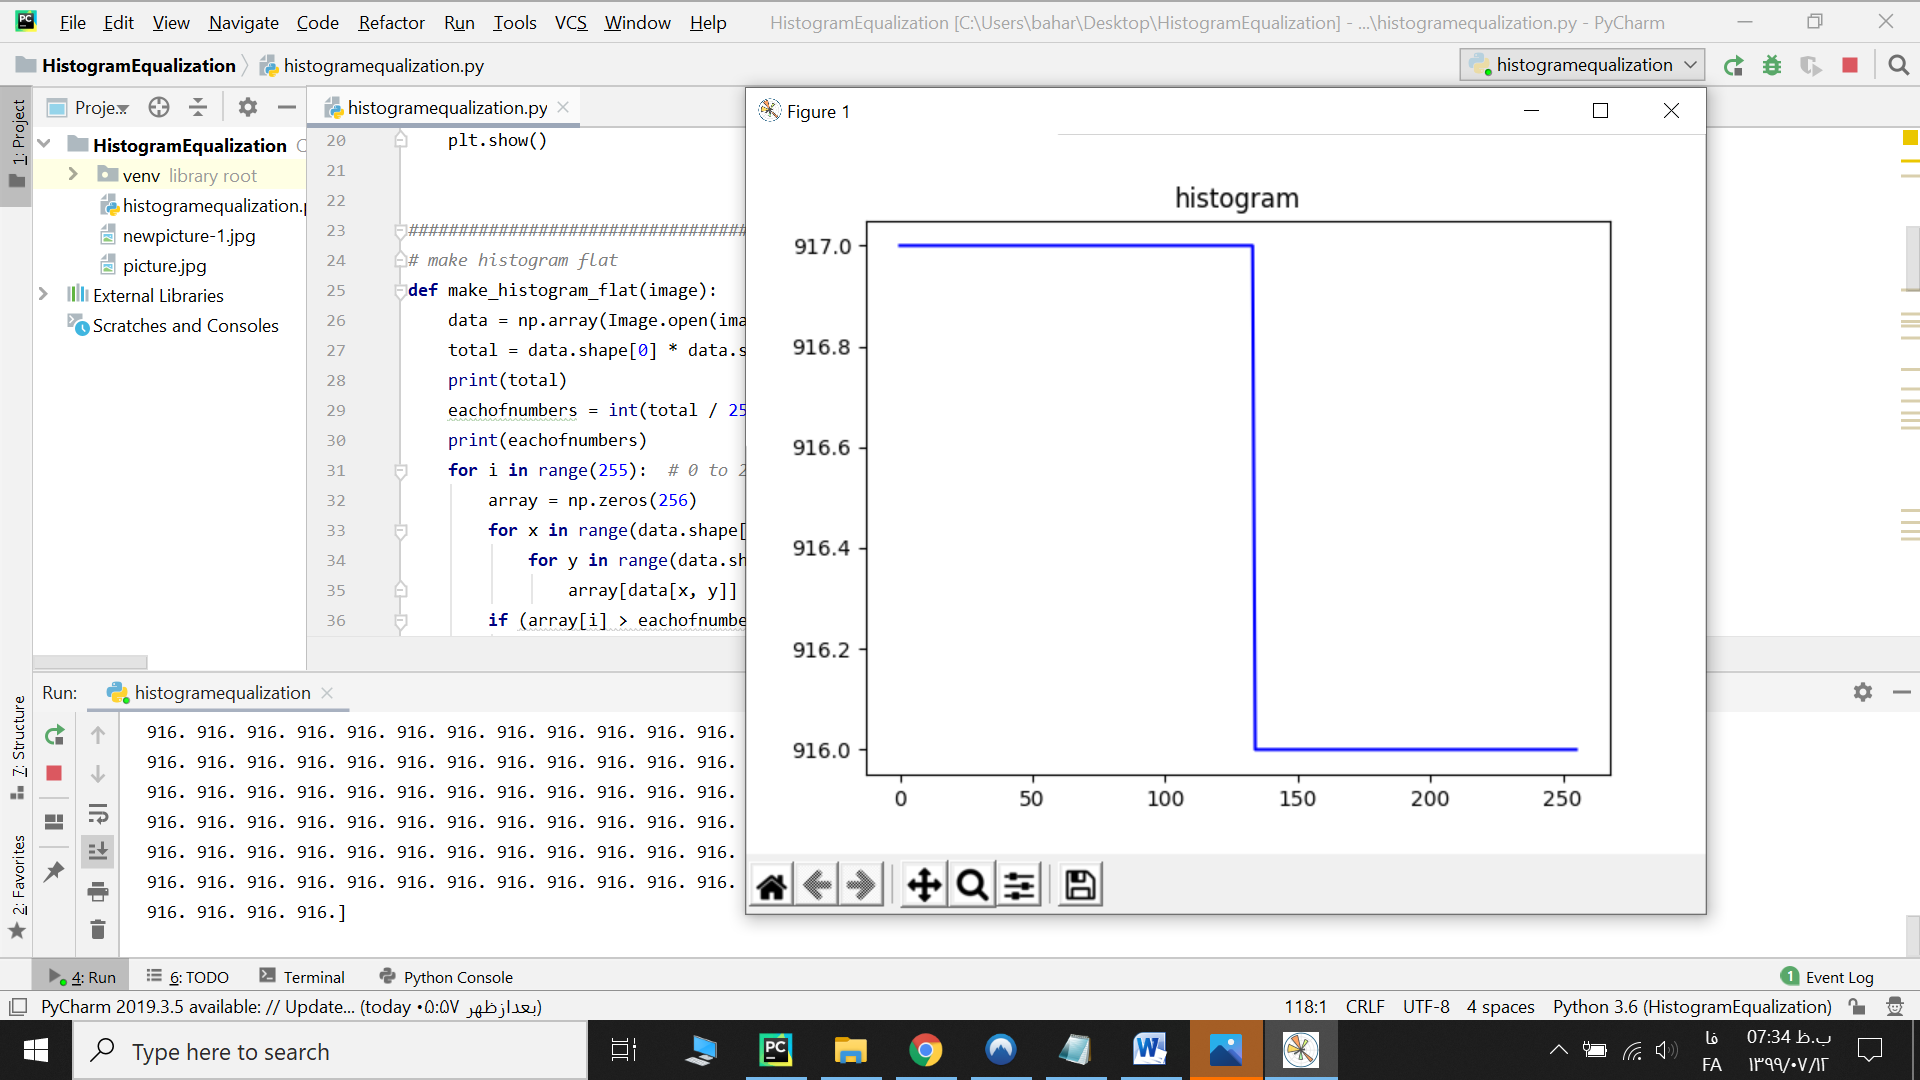 File Edit View Navigate Code Refactor Run Tools VCS Window Help HistogramEqualization [C:\Users\bahar\Desktop\HistogramEqualization] - ...\histogramequalization.py - PyCharm
HistogramEqualization histogramequalization.py histogramequalization
1: Project
Proje...
HistogramEqualization
venv library root
histogramequalization.
newpicture-1.jpg
picture.jpg
External Libraries
Scratches and Consoles
histogramequalization.py
20 plt.show()
21
22
23 ##################################
24 # make histogram flat
25 def make_histogram_flat(image):
26 data = np.array(Image.open(ima
27 total = data.shape[0] * data.s
28 print(total)
29 eachofnumbers = int(total / 25
30 print(eachofnumbers)
31 for i in range(255): # 0 to 2
32 array = np.zeros(256)
33 for x in range(data.shape[
34 for y in range(data.sh
35 array[data[x, y]]
36 if (array[i] > eachofnumbe
Figure 1
histogram
917.0
916.8
916.6
916.4
916.2
916.0
0 50 100 150 200 250
Run: histogramequalization
7: Structure
2: Favorites
916. 916. 916. 916. 916. 916. 916. 916. 916. 916. 916. 916.
916. 916. 916. 916. 916. 916. 916. 916. 916. 916. 916. 916.
916. 916. 916. 916. 916. 916. 916. 916. 916. 916. 916. 916.
916. 916. 916. 916. 916. 916. 916. 916. 916. 916. 916. 916.
916. 916. 916. 916. 916. 916. 916. 916. 916. 916. 916. 916.
916. 916. 916. 916. 916. 916. 916. 916. 916. 916. 916. 916.
916. 916. 916. 916.]
4: Run 6: TODO Terminal Python Console 1 Event Log
PyCharm 2019.3.5 available: // Update... (today ۰۵:۵۷ بعدازظهر) 118:1 CRLF UTF-8 4 spaces Python 3.6 (HistogramEqualization)
Type here to search
فا
FA
07:34 ب.ظ
۱۳۹۹/۰۷/۱۲